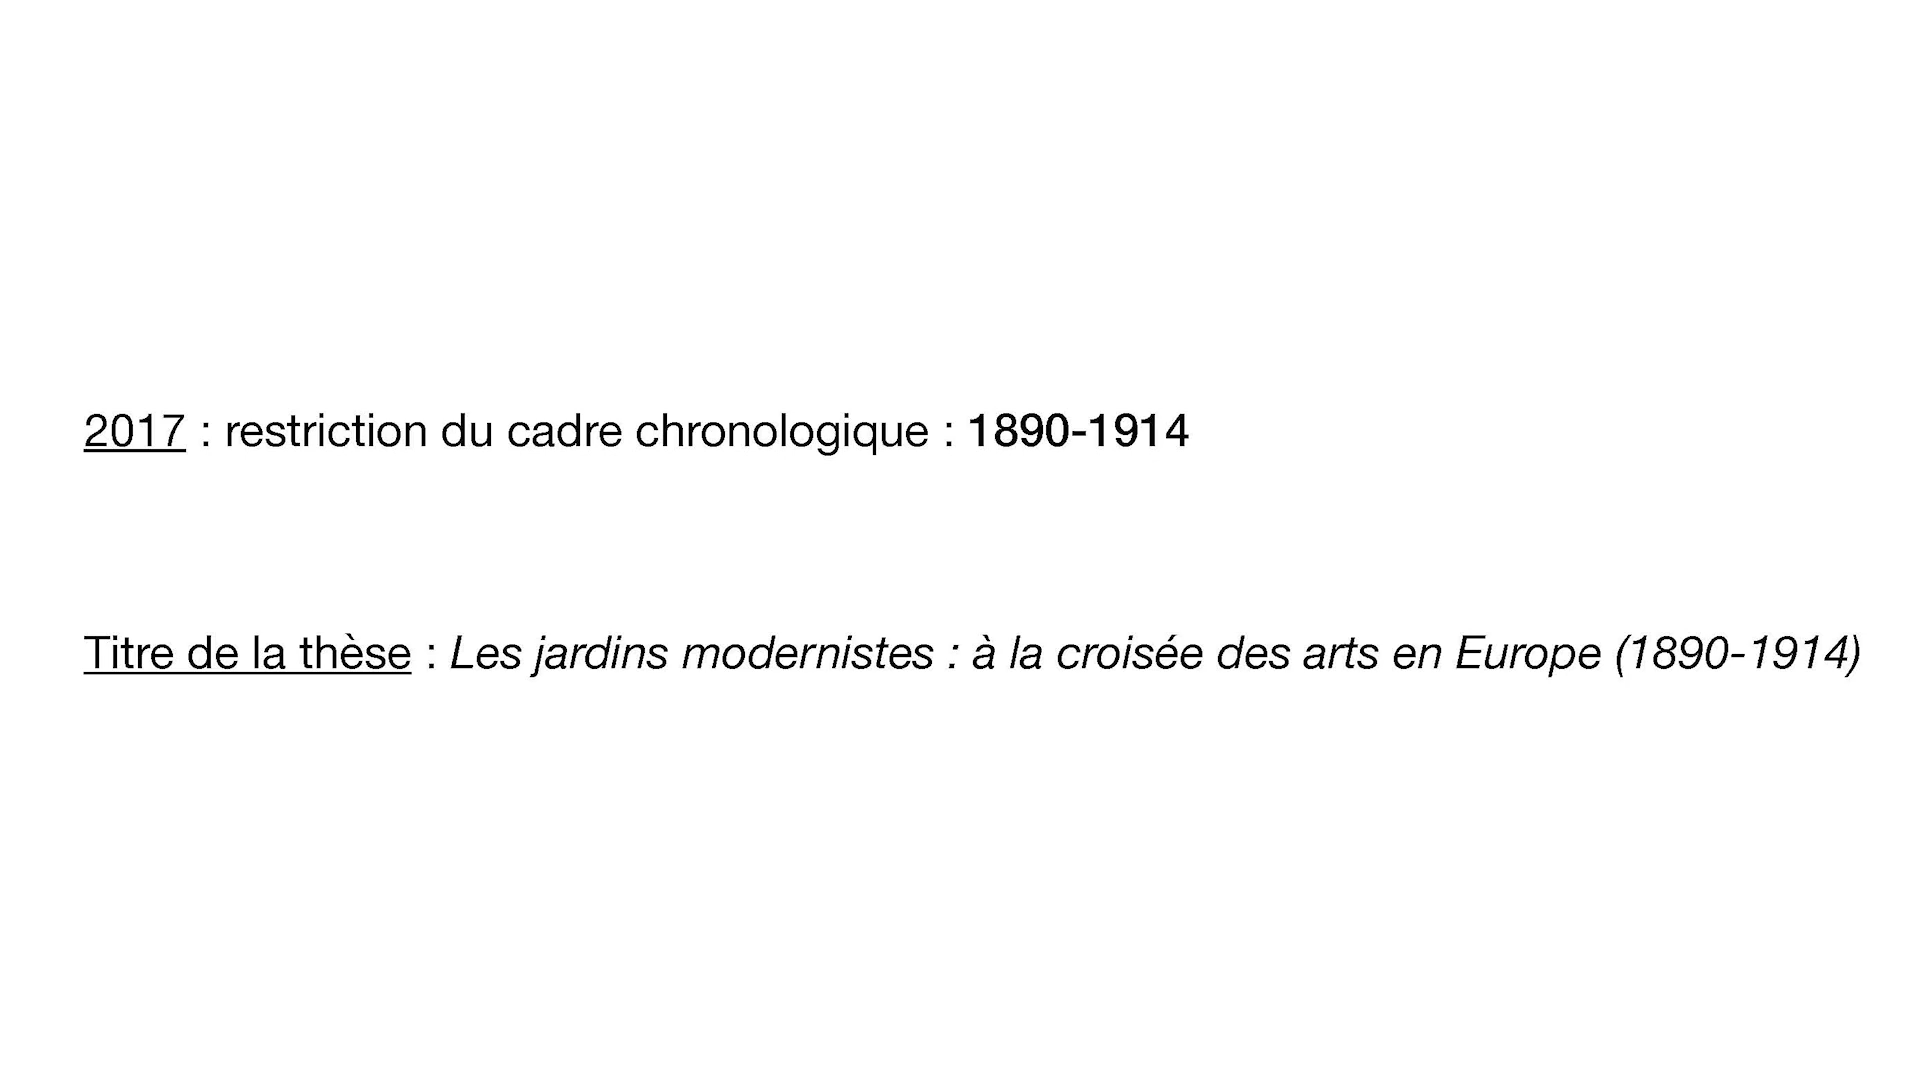 2017 : restriction du cadre chronologique : 1890-1914
Titre de la thèse : Les jardins modernistes : à la croisée des arts en Europe (1890-1914)